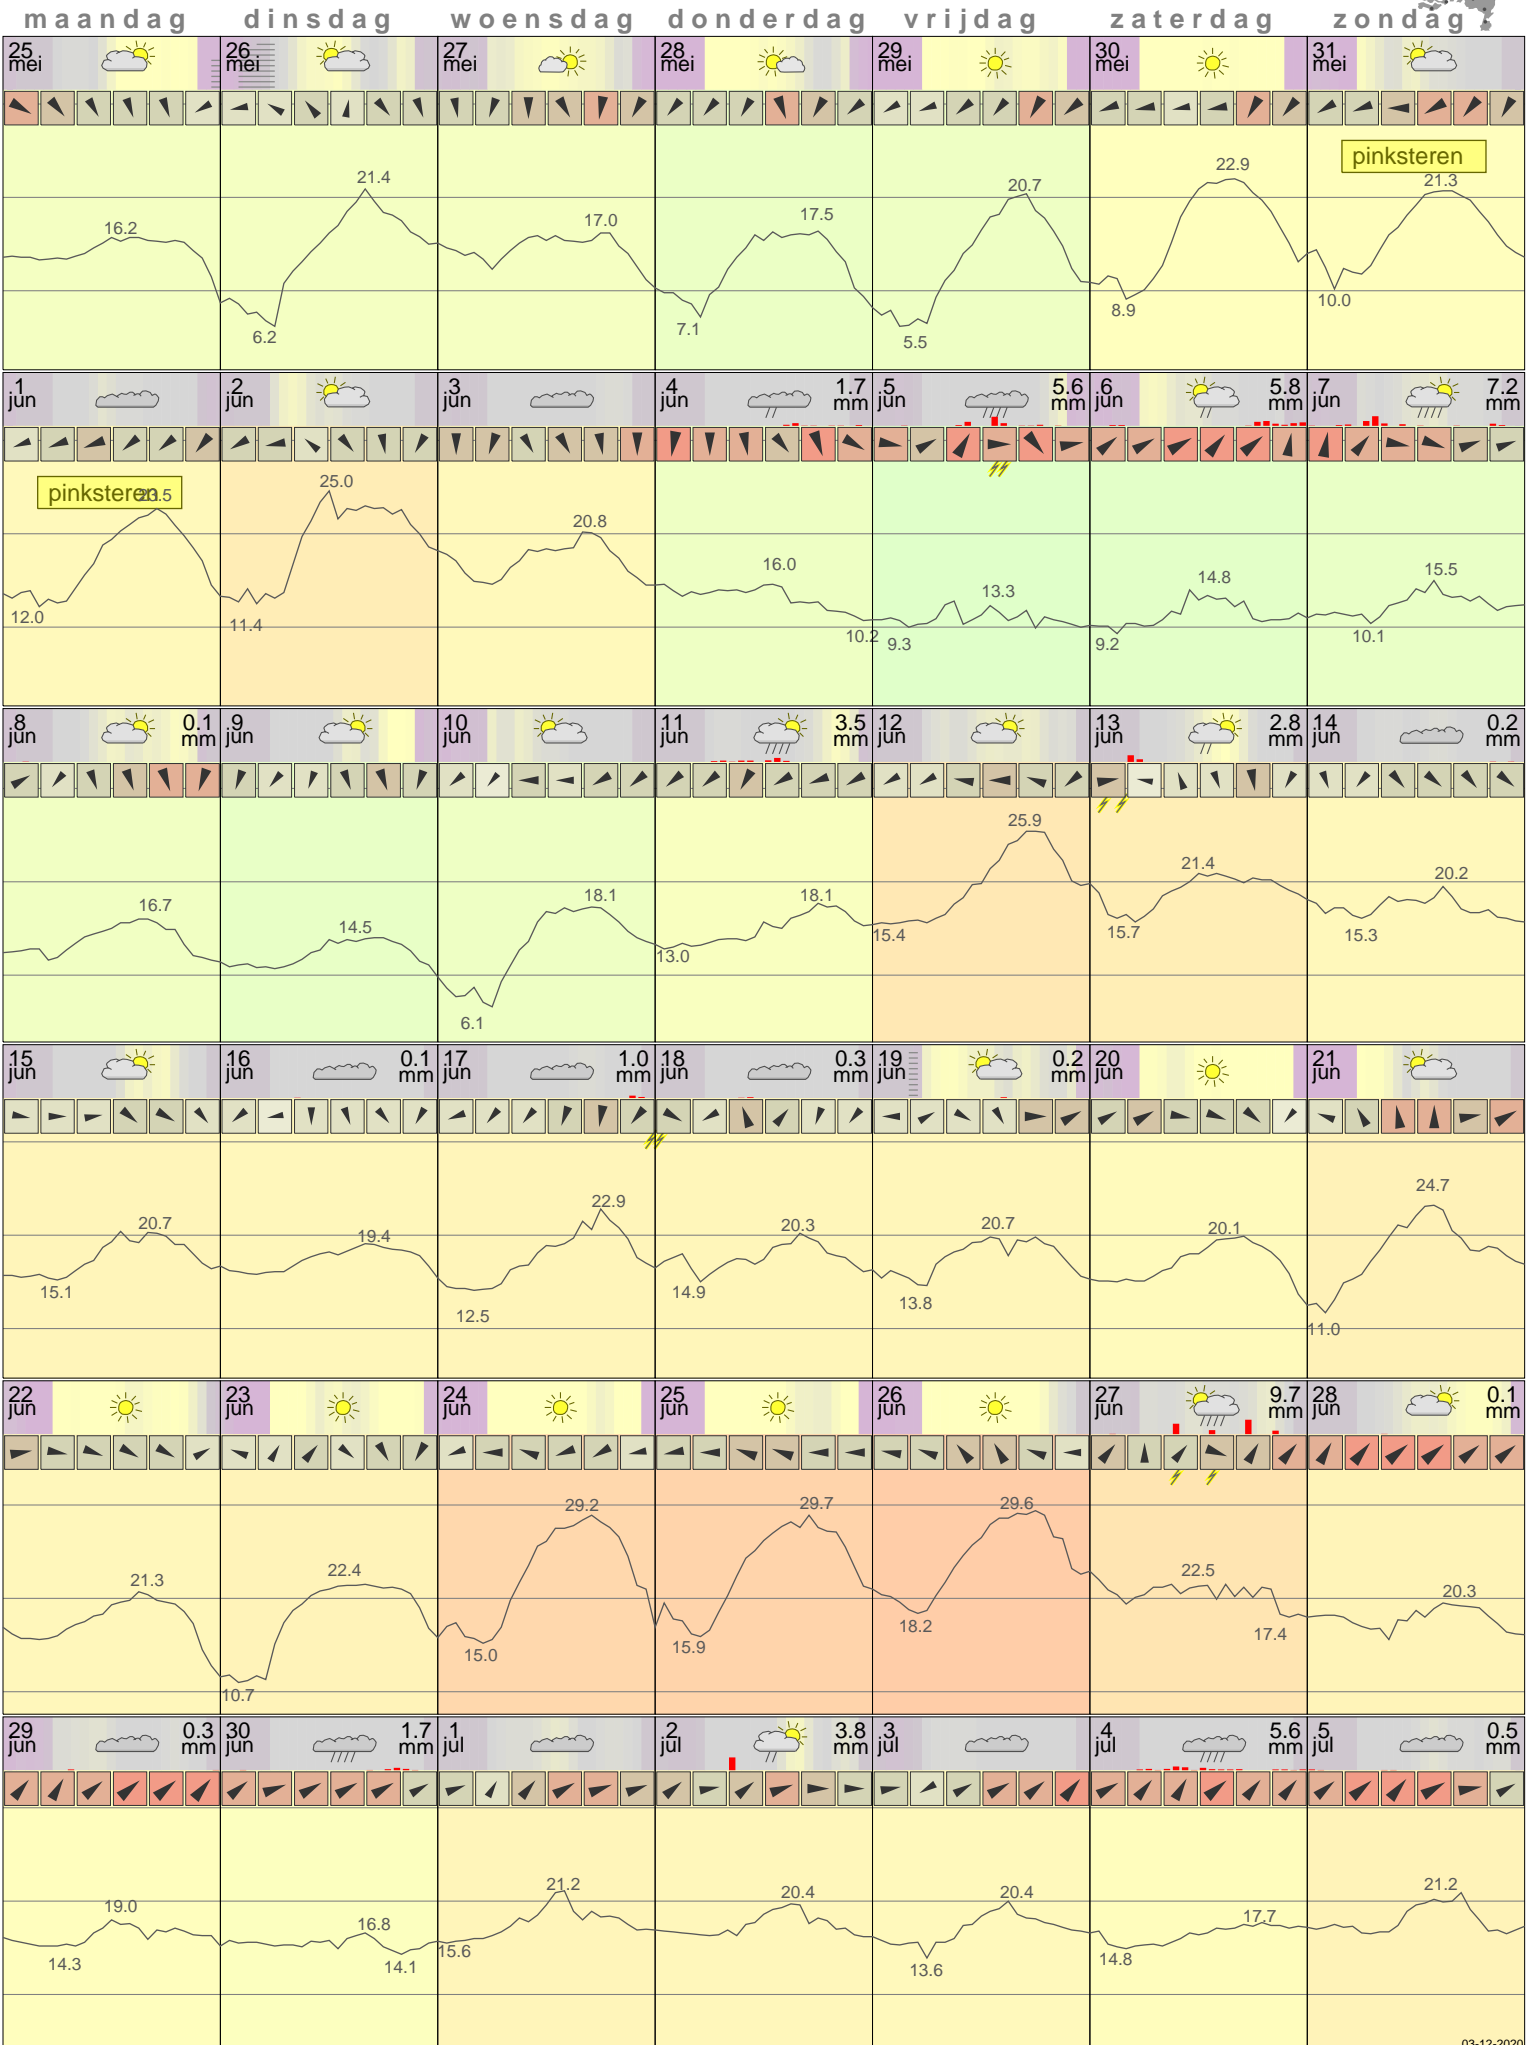 maandag dinsdag woensdag donderdag vrijdag zaterdag zondag
25 mei 26 mei 27 mei 28 mei 29 mei 30 mei 31 mei
pinksteren
16.2 21.4 6.2 17.0 17.5 7.1 20.7 5.5 22.9 8.9 21.3 10.0
1 jun 2 jun 3 jun 4 jun 1.7 mm 5 jun 5.6 mm 6 jun 5.8 mm 7 jun 7.2 mm
pinksteren
23.5 12.0 25.0 11.4 20.8 16.0 10.2 13.3 9.3 14.8 9.2 15.5 10.1
8 jun 0.1 mm 9 jun 10 jun 11 jun 3.5 mm 12 jun 13 jun 2.8 mm 14 jun 0.2 mm
16.7 14.5 18.1 6.1 18.1 13.0 25.9 15.4 21.4 15.7 20.2 15.3
15 jun 16 jun 0.1 mm 17 jun 1.0 mm 18 jun 0.3 mm 19 jun 0.2 mm 20 jun 21 jun
20.7 15.1 19.4 22.9 12.5 20.3 14.9 20.7 13.8 20.1 24.7 11.0
22 jun 23 jun 24 jun 25 jun 26 jun 27 jun 9.7 mm 28 jun 0.1 mm
21.3 22.4 10.7 29.2 15.0 29.7 15.9 29.6 18.2 22.5 17.4 20.3
29 jun 0.3 mm 30 jun 1.7 mm 1 jul 2 jul 3.8 mm 3 jul 4 jul 5.6 mm 5 jul 0.5 mm
19.0 14.3 16.8 14.1 21.2 15.6 20.4 20.4 13.6 17.7 14.8 21.2
03-12-2020